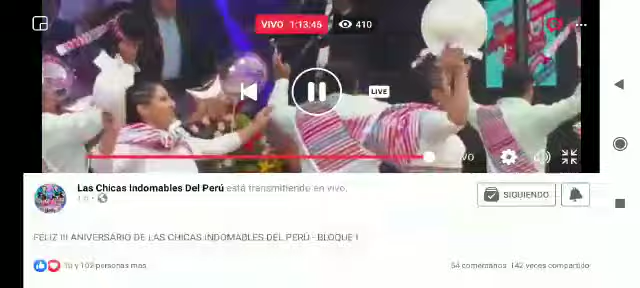 VIVO 1:13:45 410
LIVE
VO
Las Chicas Indomables Del Perú está transmitiendo en vivo.
SIGUIENDO
FELIZ III ANIVERSARIO DE LAS CHICAS INDOMABLES DEL PERÚ - BLOQUE I
Tú y 102 personas más
54 comentarios 142 veces compartido